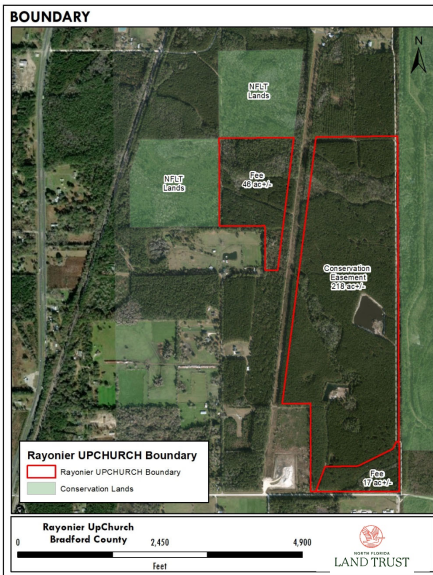 BOUNDARY
N
NFLT
Lands
NFLT
Lands
Fee
46 ac+/-
Conservation
Easement
218 ac+/-
Fee
17 ac+/-
Rayonier UPCHURCH Boundary
Rayonier UPCHURCH Boundary
Conservation Lands
Rayonier UpChurch
Bradford County
0 2,450 4,900
Feet
NORTH FLORIDA
LAND TRUST